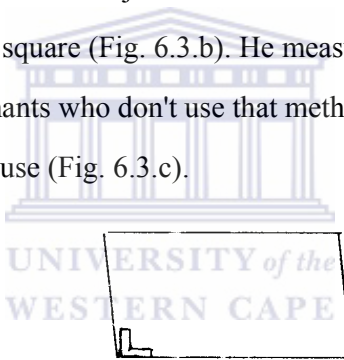 square (Fig. 6.3.b). He meas
nants who don't use that meth
use (Fig. 6.3.c).
UNIVERSITY of the
WESTERN CAPE